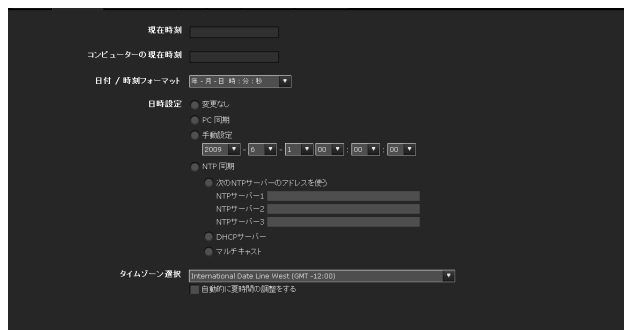 現在時刻
コンピューターの現在時刻
日付 / 時刻フォーマット 年 - 月 - 日 時 : 分 : 秒
日時設定 変更なし
PC 同期
手動設定
2009 - 6 - 1 00 : 00 : 00
NTP 同期
次のNTPサーバーのアドレスを使う
NTPサーバー1
NTPサーバー2
NTPサーバー3
DHCPサーバー
マルチキャスト
タイムゾーン選択 International Date Line West (GMT -12:00)
自動的に夏時間の調整をする